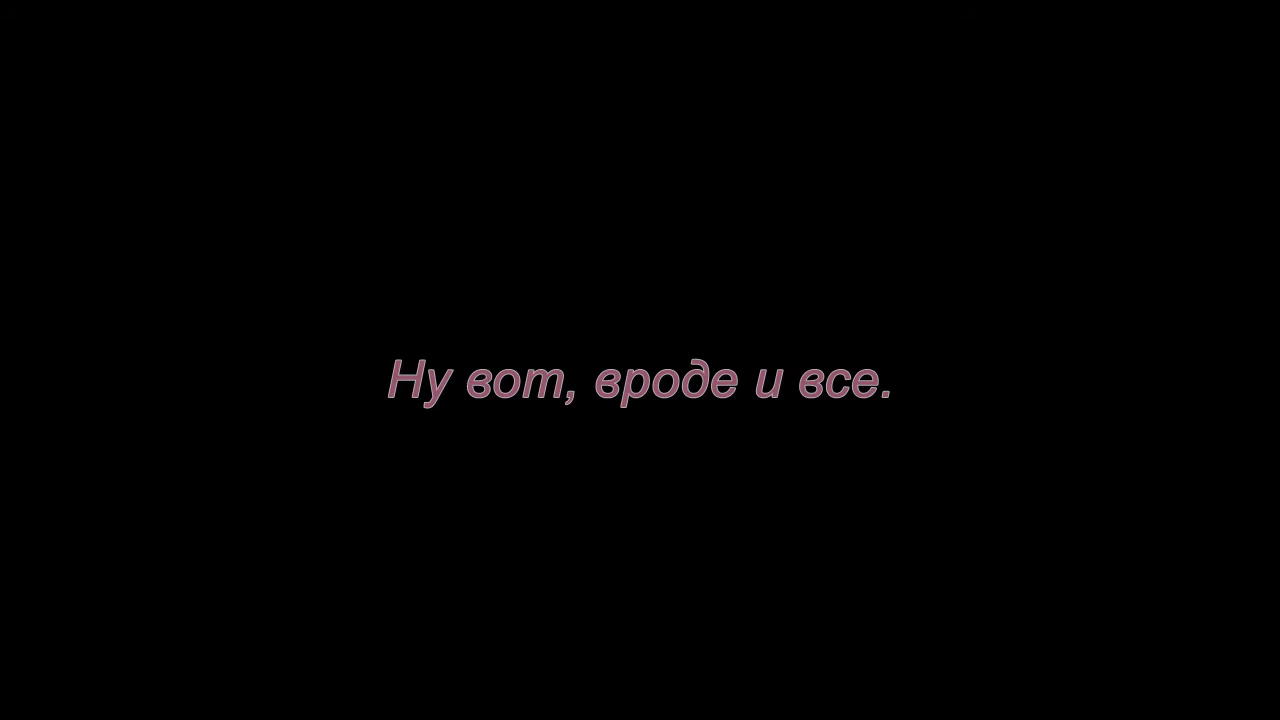 Ну вот, вроде и все.